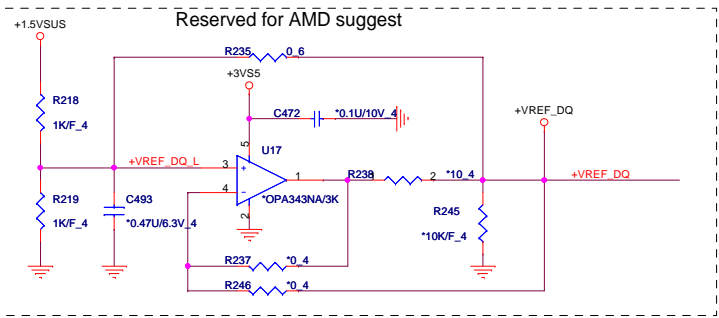 Reserved for AMD suggest
+1.5VSUS
R235
0_6
+3VS5
R218
1K/F_4
C472
*0.1U/10V_4
+VREF_DQ
5
U17
+VREF_DQ_L
3
+
1
R238
2
*10_4
+VREF_DQ
4
-
*OPA343NA/3K
2
R219
1K/F_4
C493
*0.47U/6.3V_4
R245
*10K/F_4
R237
*0_4
R246
*0_4